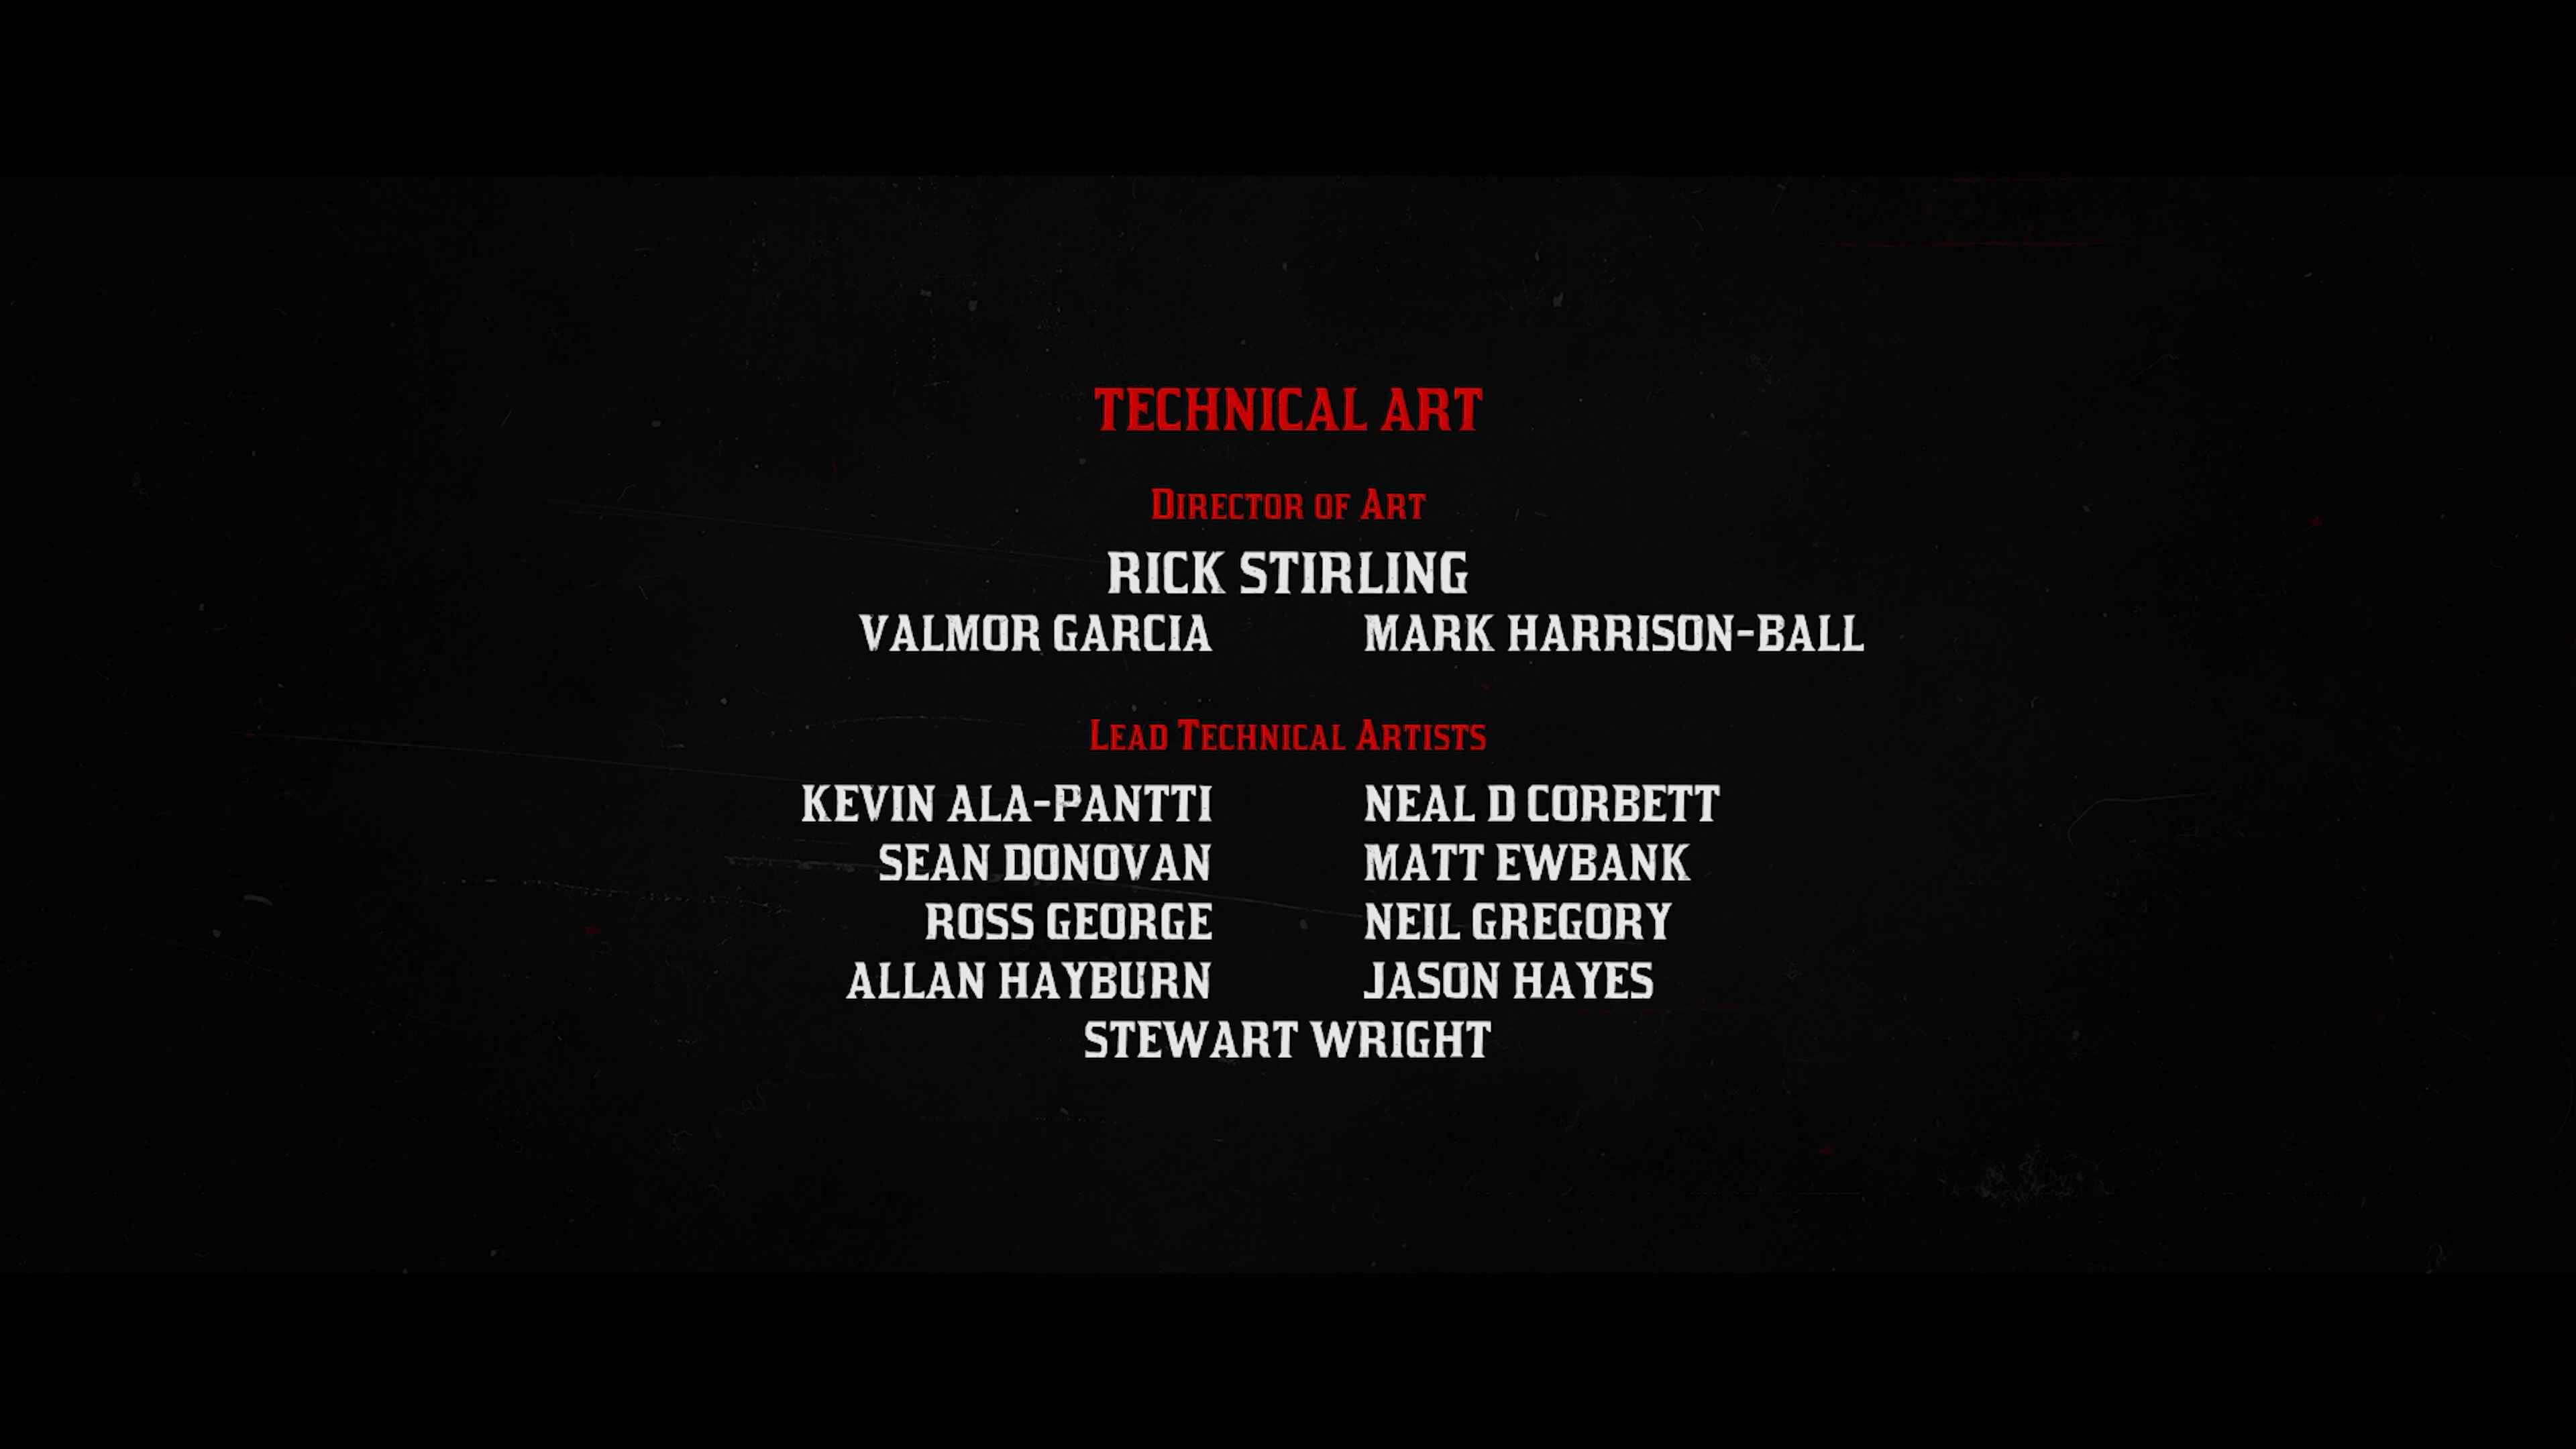 TECHNICAL ART
DIRECTOR OF ART
RICK STIRLING
VALMOR GARCIA MARK HARRISON-BALL
LEAD TECHNICAL ARTISTS
KEVIN ALA-PANTTI NEAL D CORBETT
SEAN DONOVAN MATT EWBANK
ROSS GEORGE NEIL GREGORY
ALLAN HAYBURN JASON HAYES
STEWART WRIGHT